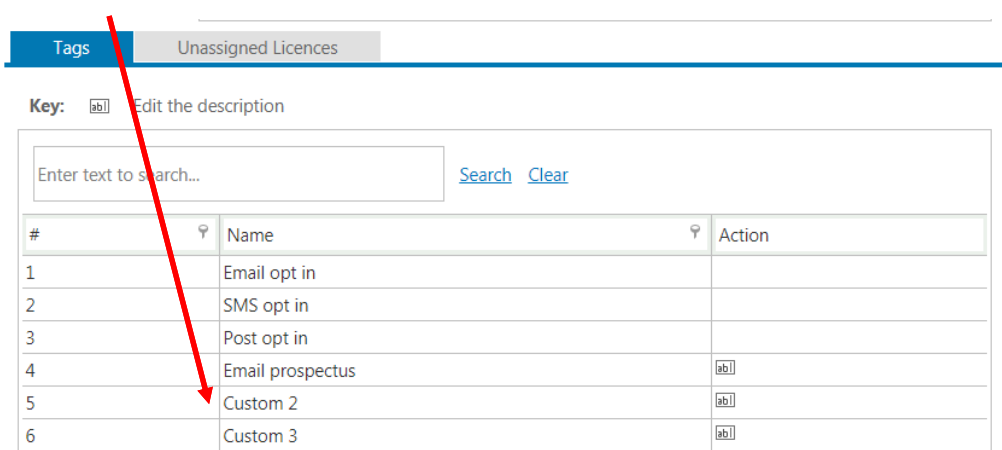 Tags Unassigned Licences
Key: abl Edit the description
Enter text to search... Search Clear
# Name Action
1 Email opt in
2 SMS opt in
3 Post opt in
4 Email prospectus abl
5 Custom 2 abl
6 Custom 3 abl